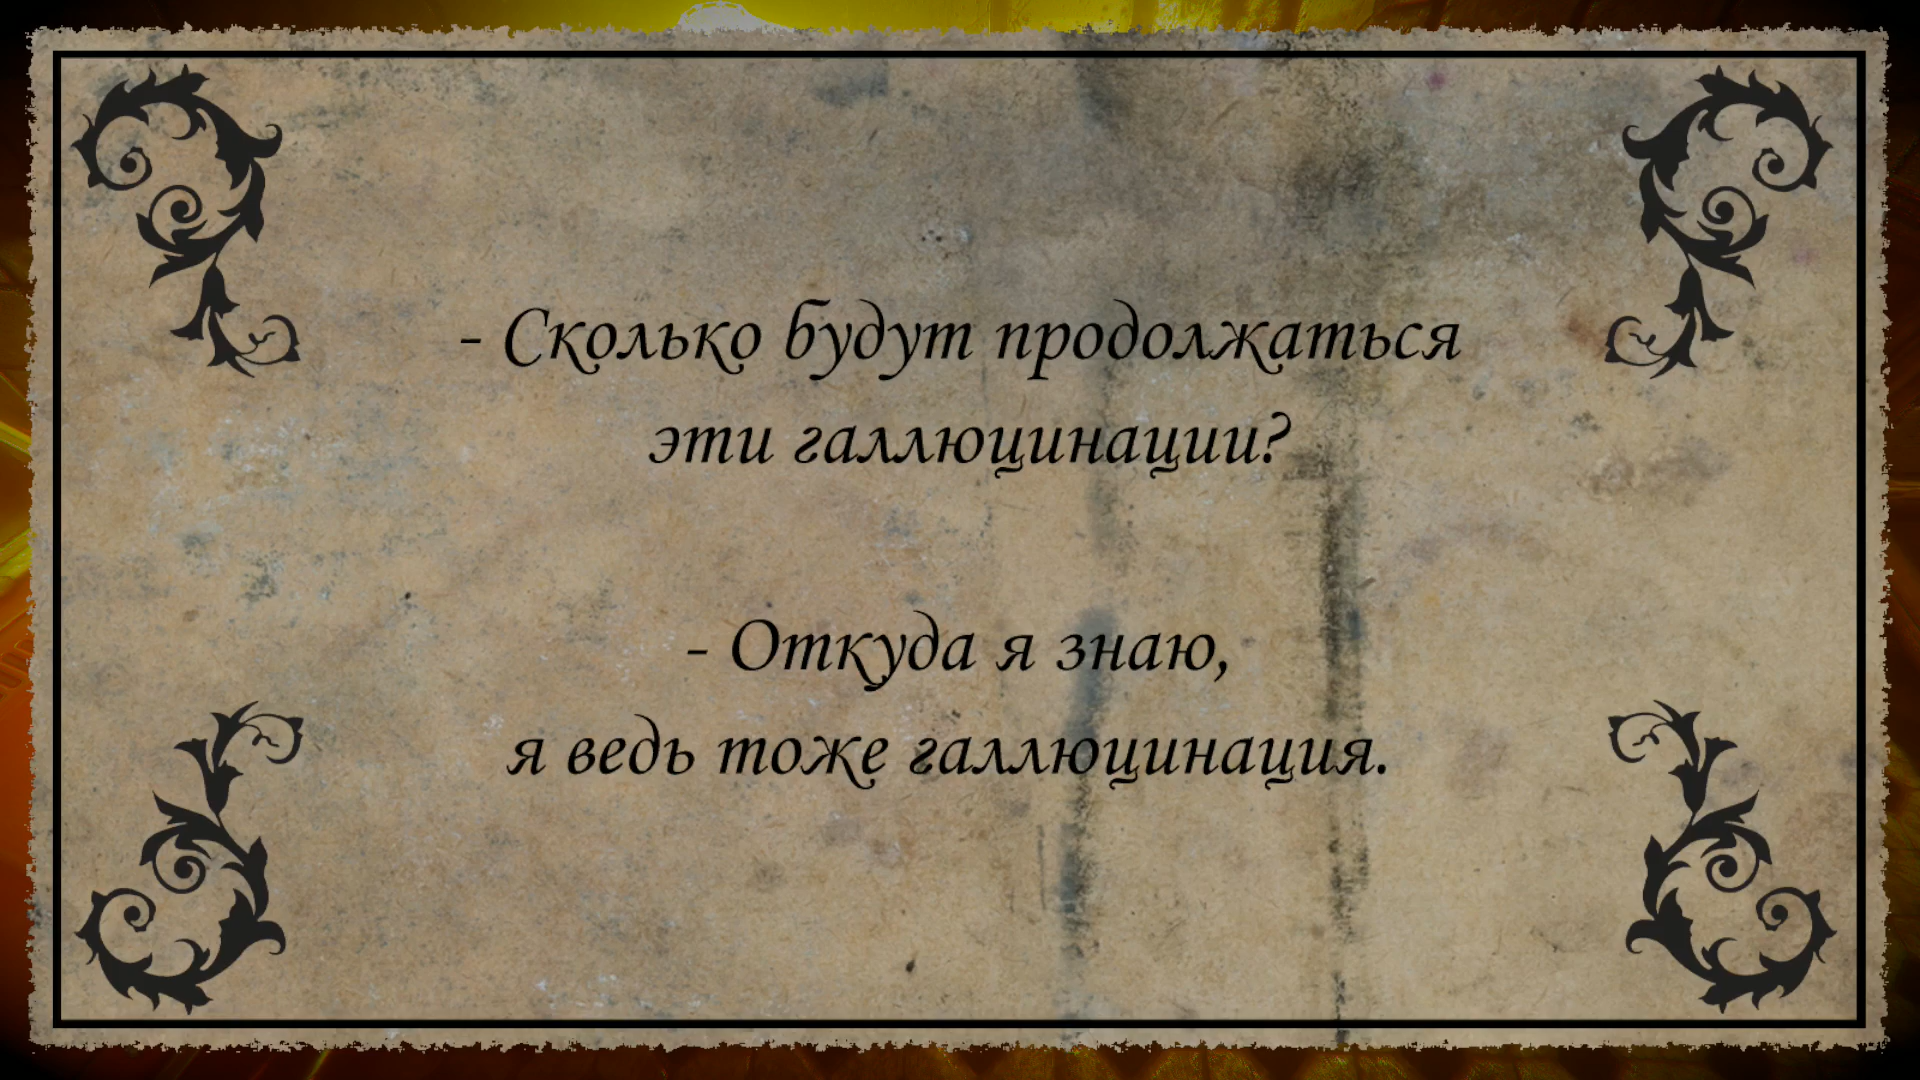 - Сколько будут продолжаться
эти галлюцинации?
- Откуда я знаю,
я ведь тоже галлюцинация.